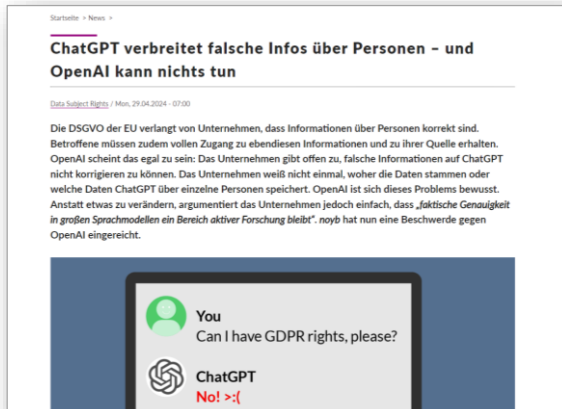 Startseite > News >
ChatGPT verbreitet falsche Infos über Personen – und
OpenAI kann nichts tun
Data Subject Rights / Mon, 29.04.2024 - 07:00
Die DSGVO der EU verlangt von Unternehmen, dass Informationen über Personen korrekt sind.
Betroffene müssen zudem vollen Zugang zu ebendiesen Informationen und zu ihrer Quelle erhalten.
OpenAI scheint das egal zu sein: Das Unternehmen gibt offen zu, falsche Informationen auf ChatGPT
nicht korrigieren zu können. Das Unternehmen weiß nicht einmal, woher die Daten stammen oder
welche Daten ChatGPT über einzelne Personen speichert. OpenAI ist sich dieses Problems bewusst.
Anstatt etwas zu verändern, argumentiert das Unternehmen jedoch einfach, dass „faktische Genauigkeit
in großen Sprachmodellen ein Bereich aktiver Forschung bleibt“. noyb hat nun eine Beschwerde gegen
OpenAI eingereicht.
You
Can I have GDPR rights, please?
ChatGPT
No! >:(